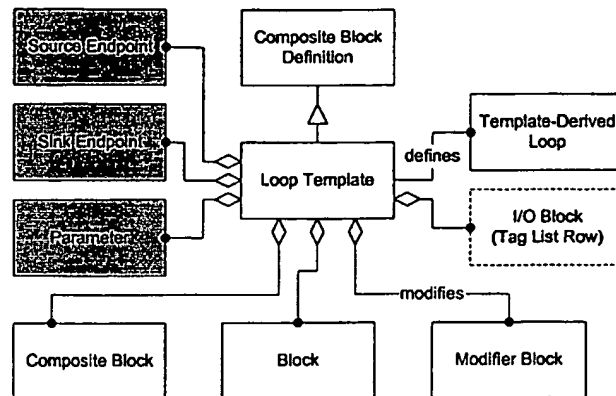 Source Endpoint
Composite Block
Definition
Sink Endpoint
Loop Template
defines
Template-Derived
Loop
Parameter
I/O Block
(Tag List Row)
modifies
Composite Block
Block
Modifier Block